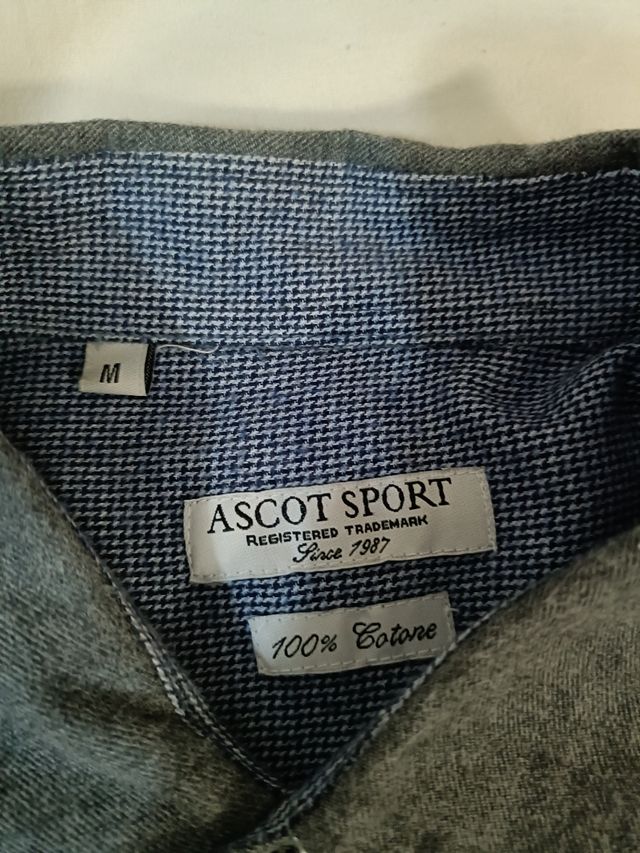 M
ASCOT SPORT
REGISTERED TRADEMARK
Since 1987
100% Cotone